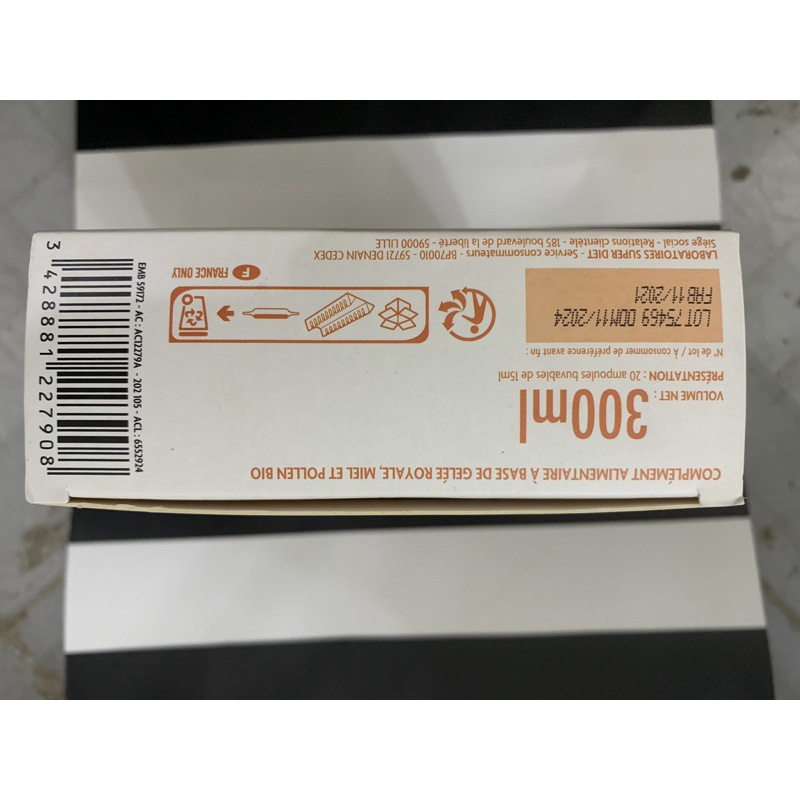 COMPLÉMENT ALIMENTAIRE À BASE DE GELÉE ROYALE, MIEL ET POLLEN BIO
VOLUME NET :
300ml
PRÉSENTATION : 20 ampoules buvables de 15ml
N° de lot / À consommer de préférence avant fin :
LOT 75469 DDM11/2024
FAB 11/2021
F FRANCE ONLY
LABORATOIRES SUPER DIET - Service consommateurs - BP70010 - 59721 DENAIN CEDEX
Siège social - Relations clientèle - 185 boulevard de la liberté - 59000 LILLE
EMB 59172 - AC : AC12279A - 202 105 - ACL : 6552924
3 428881 227908